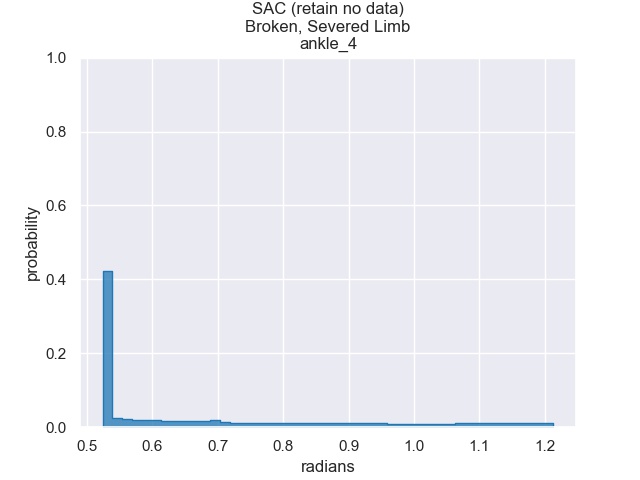 SAC (retain no data)
Broken, Severed Limb
ankle_4
1.0
0.8
0.6
0.4
0.2
0.0
probability
0.5 0.6 0.7 0.8 0.9 1.0 1.1 1.2
radians